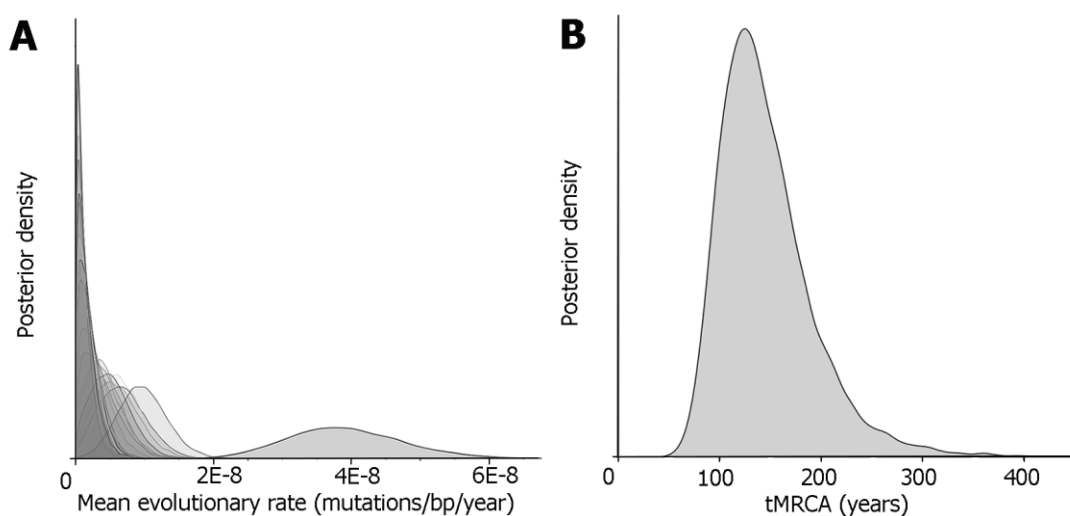 A
Posterior density
0
2E-8
4E-8
6E-8
Mean evolutionary rate (mutations/bp/year)
B
Posterior density
0
100
200
300
400
tMRCA (years)